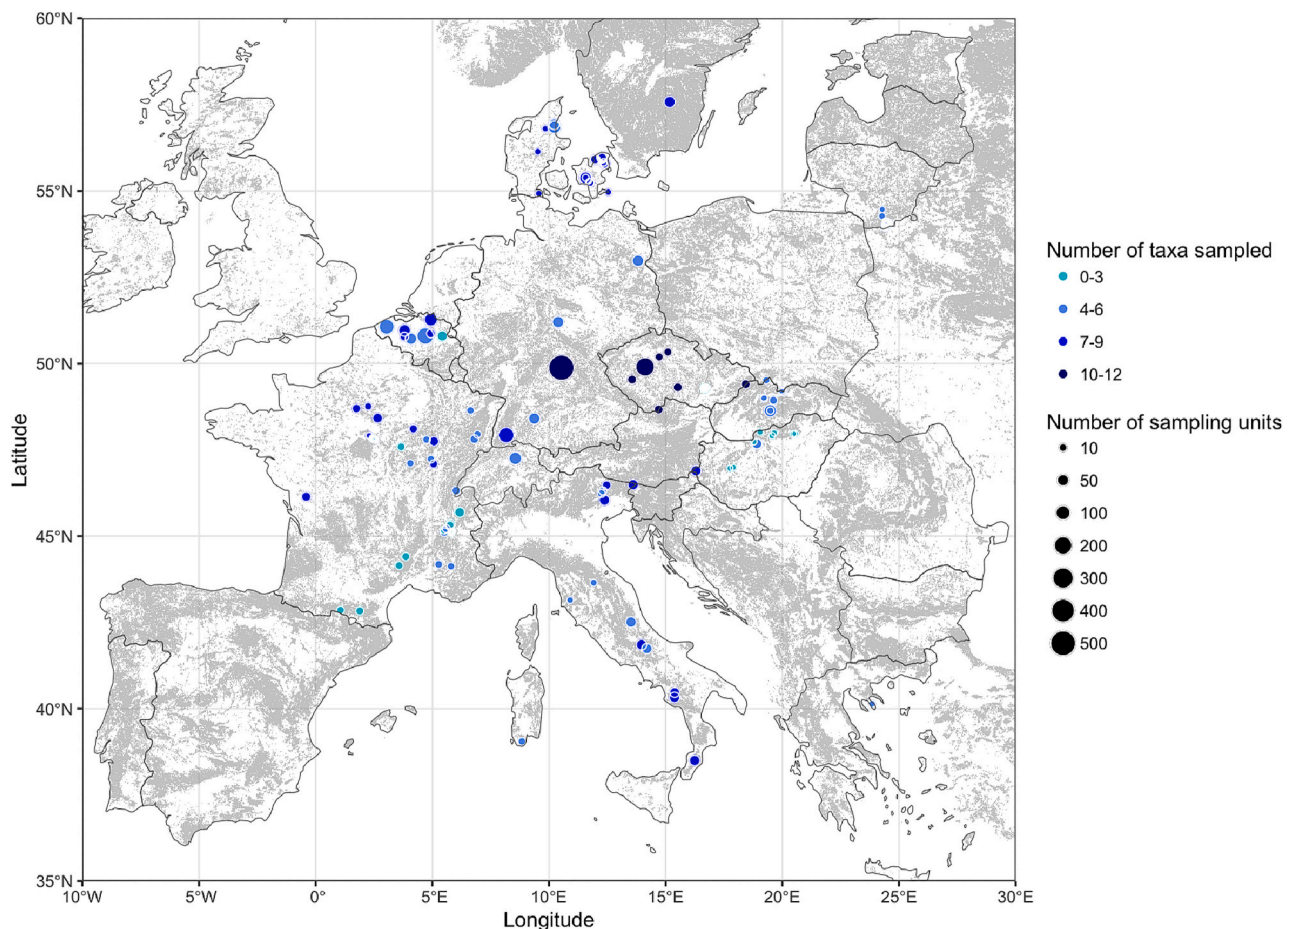 60°N
55°N
50°N
45°N
40°N
35°N
Latitude
10°W
5°W
0°
5°E
10°E
15°E
20°E
25°E
30°E
Longitude
Number of taxa sampled
0-3
4-6
7-9
10-12
Number of sampling units
10
50
100
200
300
400
500